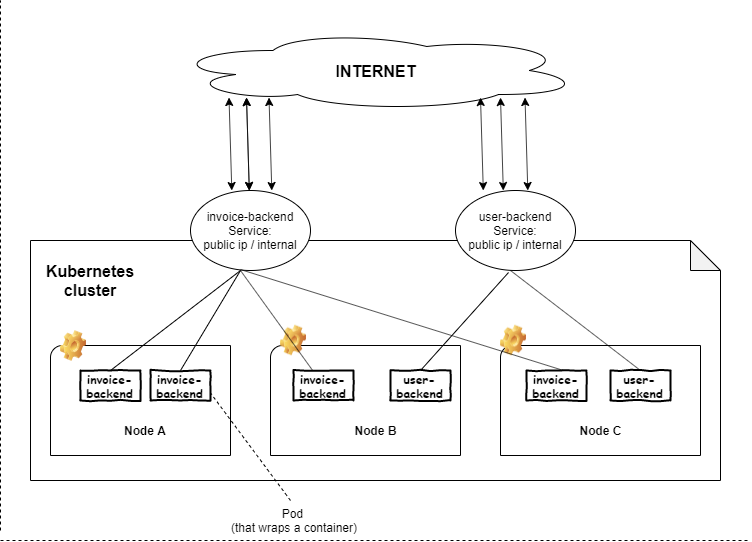 INTERNET
invoice-backend
Service:
public ip / internal
user-backend
Service:
public ip / internal
Kubernetes
cluster
invoice-
backend
invoice-
backend
Node A
invoice-
backend
user-
backend
Node B
invoice-
backend
user-
backend
Node C
Pod
(that wraps a container)